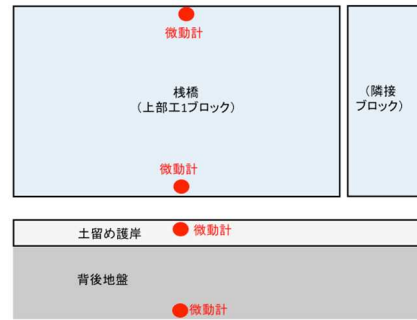 微動計
桟橋
(上部工1ブロック)
(隣接
ブロック)
微動計
土留め護岸
微動計
背後地盤
微動計